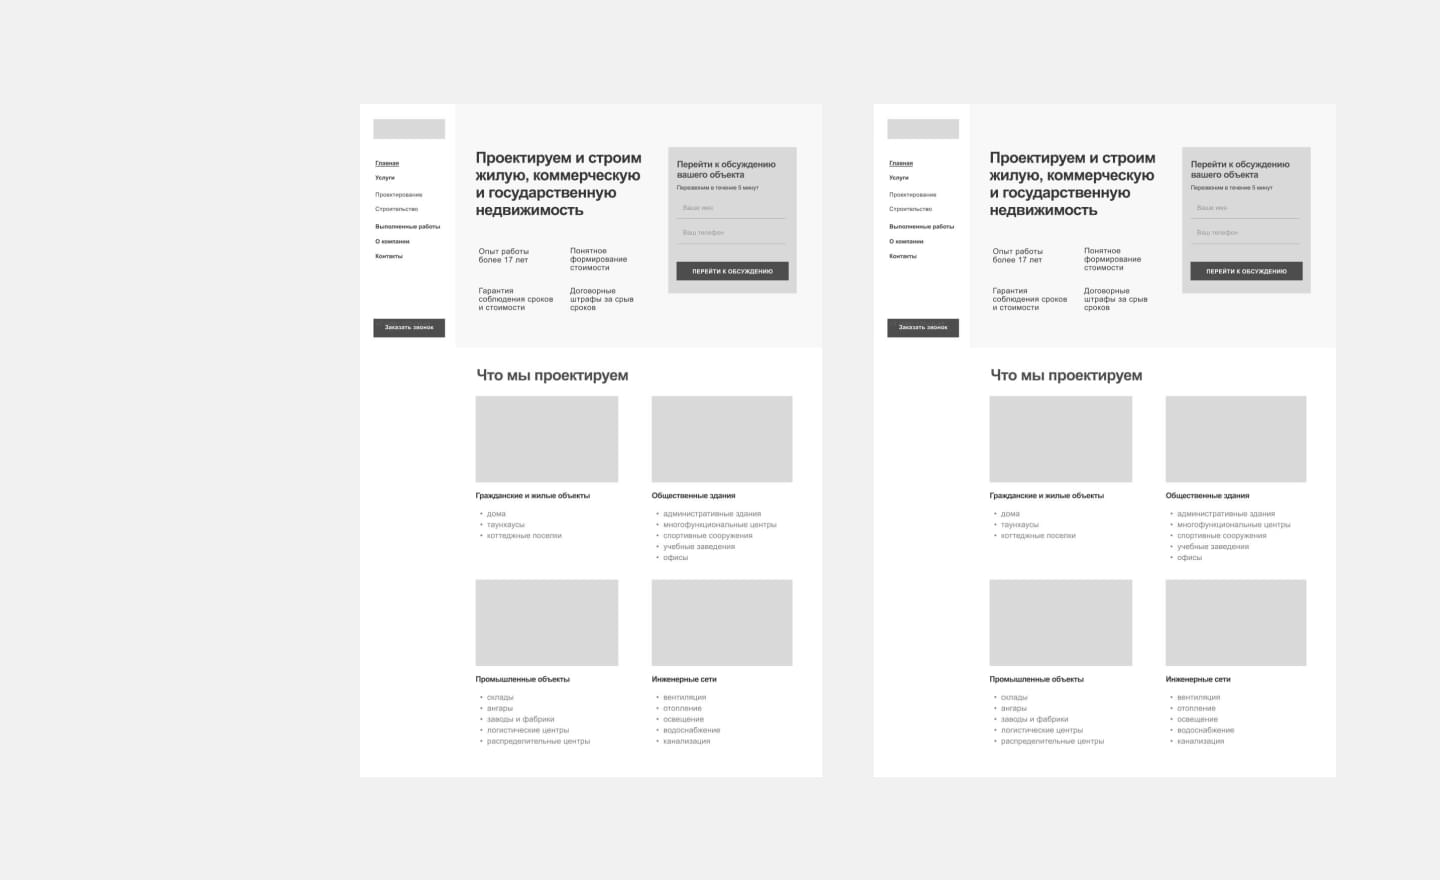 Главная
Услуги
Проектирование
Строительство
Выполненные работы
О компании
Контакты
Заказать звонок
Проектируем и строим
жилую, коммерческую
и государственную
недвижимость
Опыт работы
более 17 лет
Понятное
формирование
стоимости
Гарантия
соблюдения сроков
и стоимости
Договорные
штрафы за срыв
сроков
Перейти к обсуждению
вашего объекта
Перезвоним в течение 5 минут
Ваше имя
Ваш телефон
ПЕРЕЙТИ К ОБСУЖДЕНИЮ
Что мы проектируем
Гражданские и жилые объекты
• дома
• таунхаусы
• коттеджные поселки
Общественные здания
• административные здания
• многофункциональные центры
• спортивные сооружения
• учебные заведения
• офисы
Промышленные объекты
• склады
• ангары
• заводы и фабрики
• логистические центры
• распределительные центры
Инженерные сети
• вентиляция
• отопление
• освещение
• водоснабжение
• канализация
Главная
Услуги
Проектирование
Строительство
Выполненные работы
О компании
Контакты
Заказать звонок
Проектируем и строим
жилую, коммерческую
и государственную
недвижимость
Опыт работы
более 17 лет
Понятное
формирование
стоимости
Гарантия
соблюдения сроков
и стоимости
Договорные
штрафы за срыв
сроков
Перейти к обсуждению
вашего объекта
Перезвоним в течение 5 минут
Ваше имя
Ваш телефон
ПЕРЕЙТИ К ОБСУЖДЕНИЮ
Что мы проектируем
Гражданские и жилые объекты
• дома
• таунхаусы
• коттеджные поселки
Общественные здания
• административные здания
• многофункциональные центры
• спортивные сооружения
• учебные заведения
• офисы
Промышленные объекты
• склады
• ангары
• заводы и фабрики
• логистические центры
• распределительные центры
Инженерные сети
• вентиляция
• отопление
• освещение
• водоснабжение
• канализация